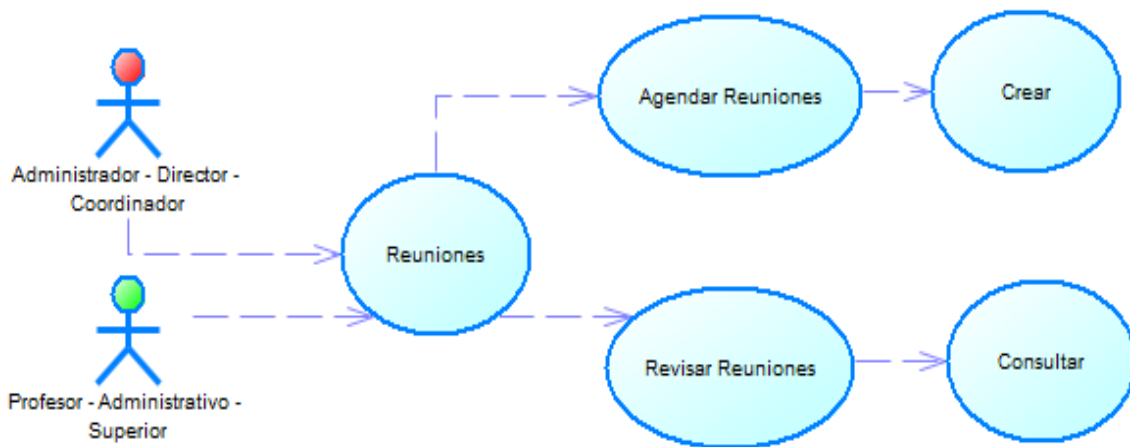 Administrador - Director -
Coordinador
Profesor - Administrativo -
Superior
Reuniones
Agendar Reuniones
Crear
Revisar Reuniones
Consultar